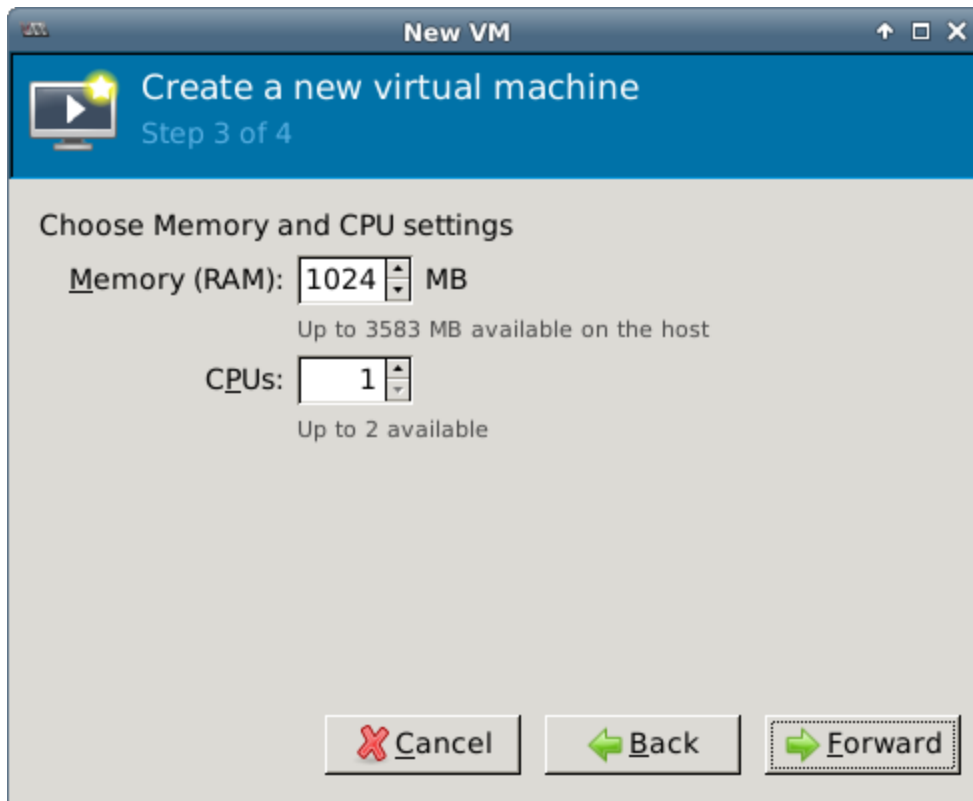 New VM
Create a new virtual machine
Step 3 of 4
Choose Memory and CPU settings
Memory (RAM): 1024 MB
Up to 3583 MB available on the host
CPUs: 1
Up to 2 available
Cancel Back Forward